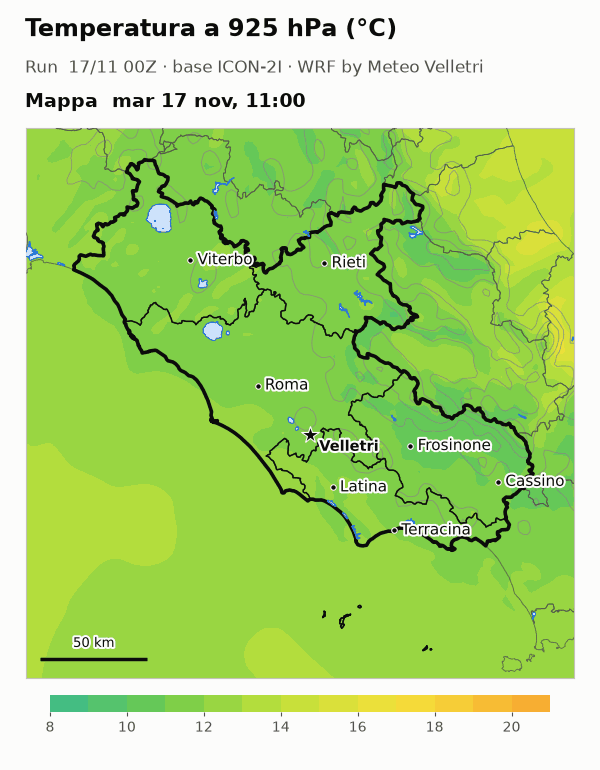 Temperatura a 925 hPa (°C)
Run  17/11 00Z · base ICON-2I · WRF by Meteo Velletri
Mappa  mar 17 nov, 11:00
Viterbo
Rieti
Roma
Velletri
Frosinone
Cassino
Latina
Terracina
50 km
8 10 12 14 16 18 20